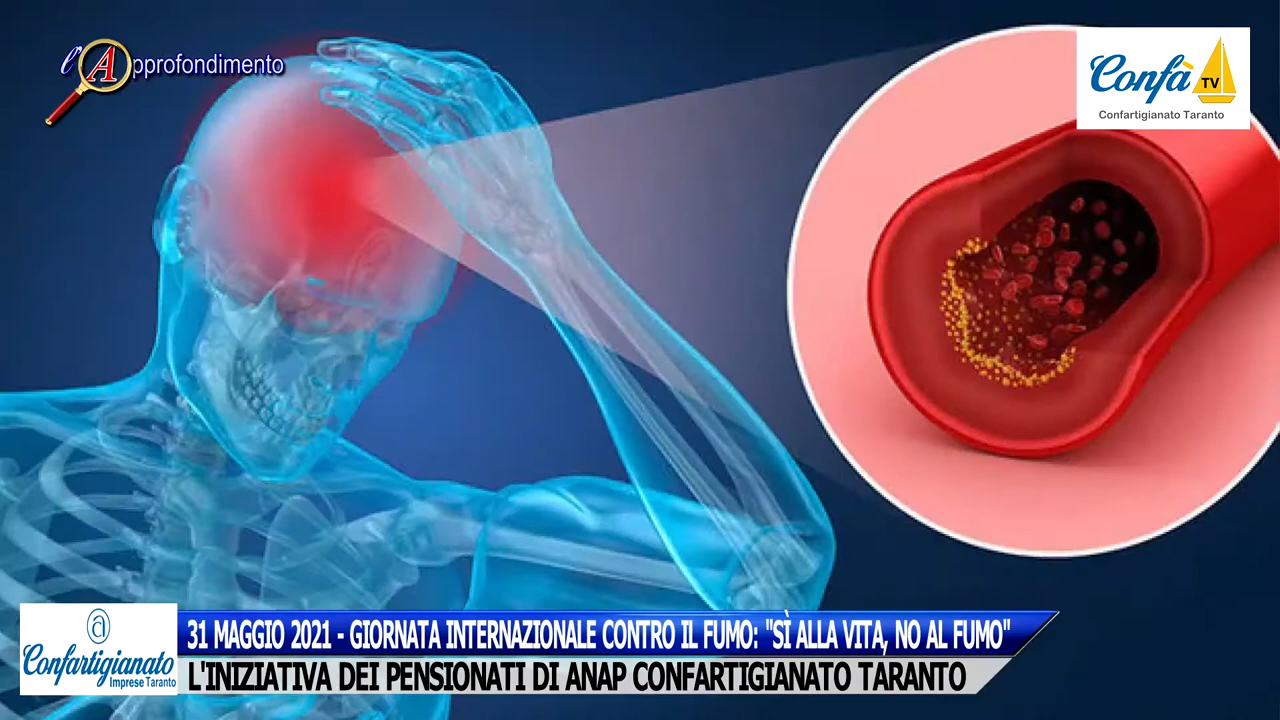 l'Approfondimento
Confà
TV
Confartigianato Taranto
@
Confartigianato
Imprese Taranto
31 MAGGIO 2021 - GIORNATA INTERNAZIONALE CONTRO IL FUMO: "SÌ ALLA VITA, NO AL FUMO"
L'INIZIATIVA DEI PENSIONATI DI ANAP CONFARTIGIANATO TARANTO